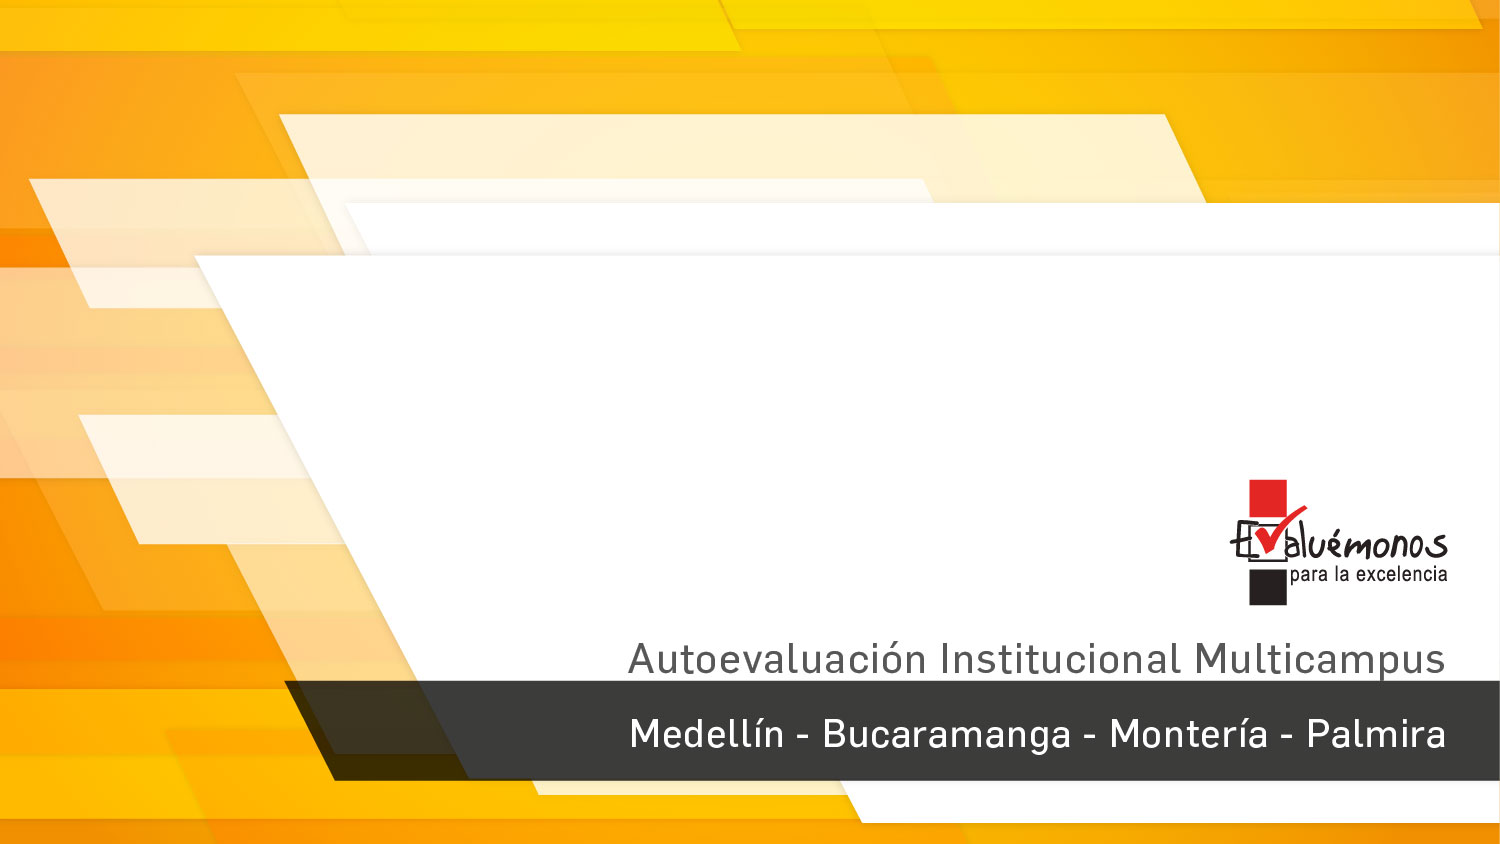 Evaluémonos
para la excelencia
Autoevaluación Institucional Multicampus
Medellín - Bucaramanga - Montería - Palmira